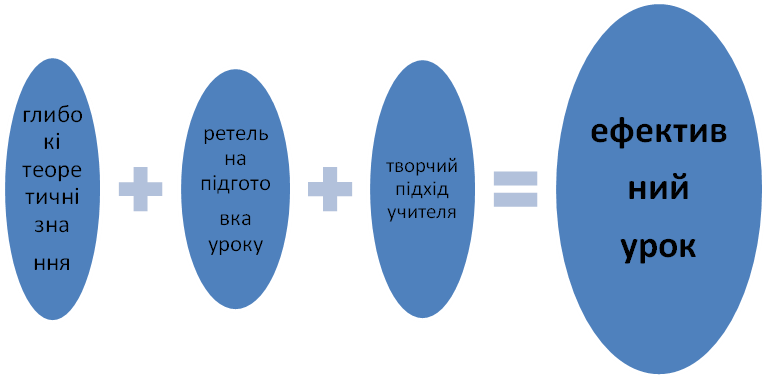 глибо
кі
теоре
тичні
зна
ння
ретель
на
підгото
вка
уроку
творчий
підхід
учителя
ефектив
ний
урок